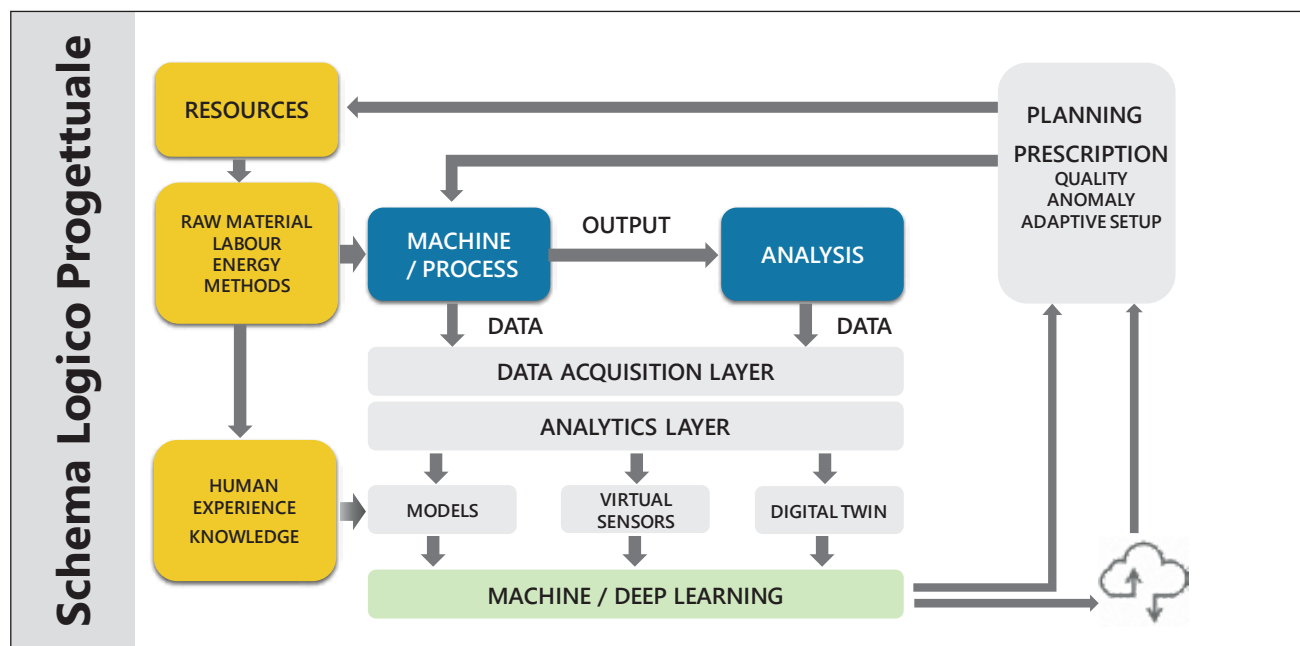 Schema Logico Progettuale
RESOURCES
RAW MATERIAL
LABOUR
ENERGY
METHODS
HUMAN
EXPERIENCE
KNOWLEDGE
MACHINE
/ PROCESS
OUTPUT
ANALYSIS
DATA
DATA
DATA ACQUISITION LAYER
ANALYTICS LAYER
MODELS
VIRTUAL
SENSORS
DIGITAL TWIN
MACHINE / DEEP LEARNING
PLANNING
PRESCRIPTION
QUALITY
ANOMALY
ADAPTIVE SETUP